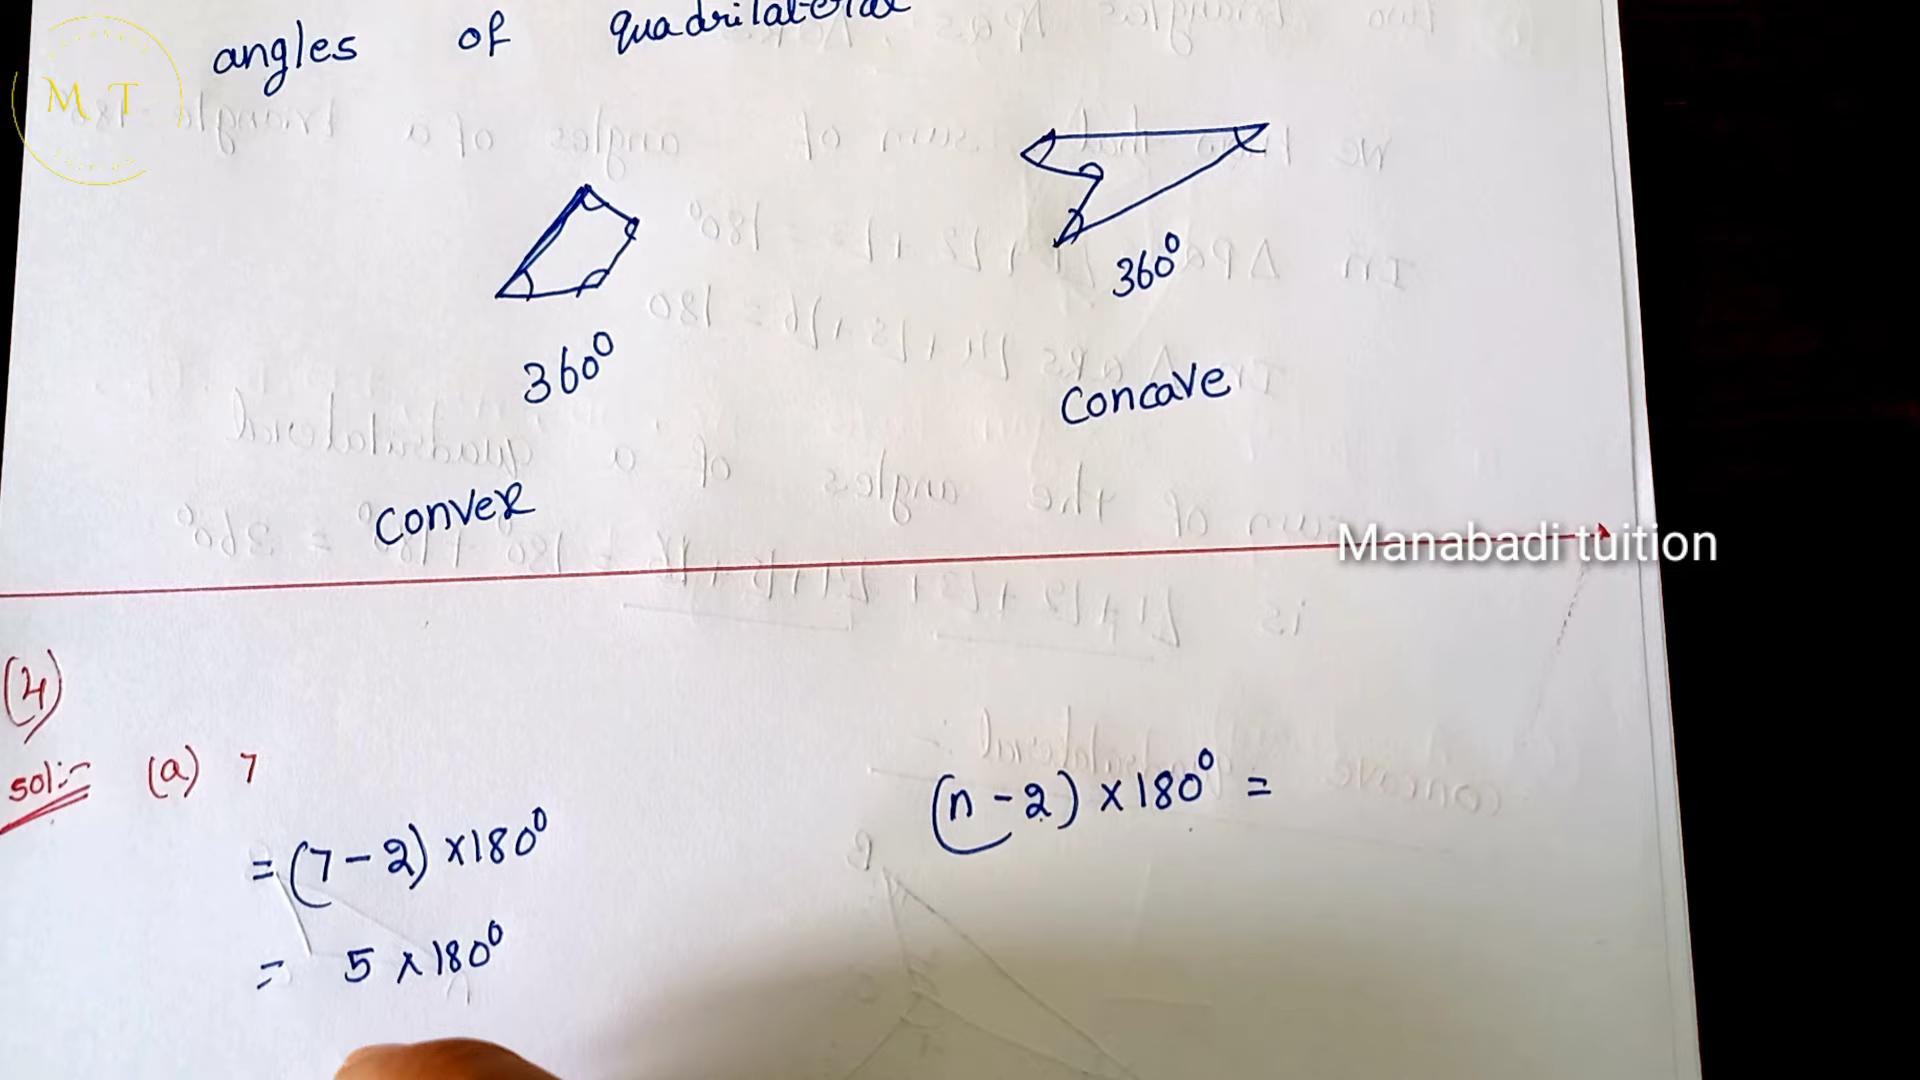 angles of quadrilateral
M T
360°
360°
concave
convex
Manabadi tuition
(4)
sol:- (a) 7
(n-2)×180° =
=(7-2)×180°
= 5×180°